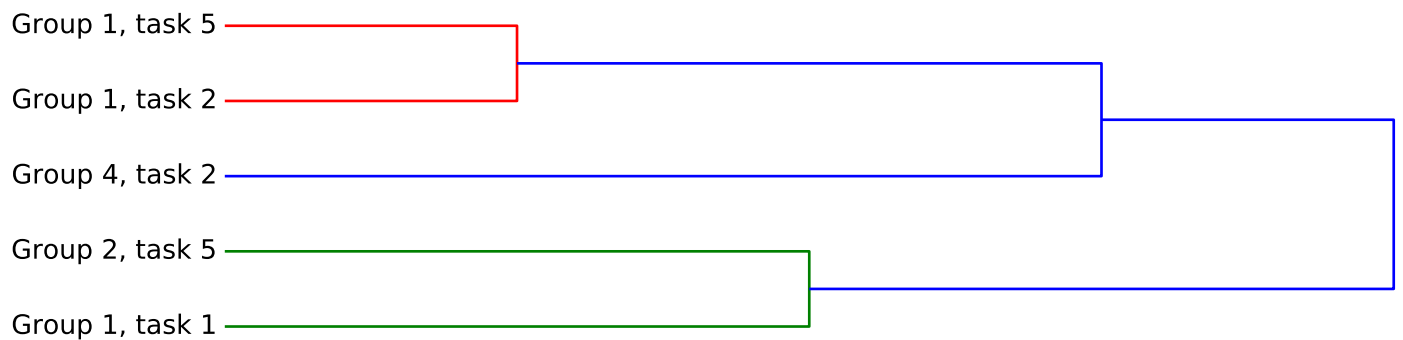 Group 1, task 5
Group 1, task 2
Group 4, task 2
Group 2, task 5
Group 1, task 1